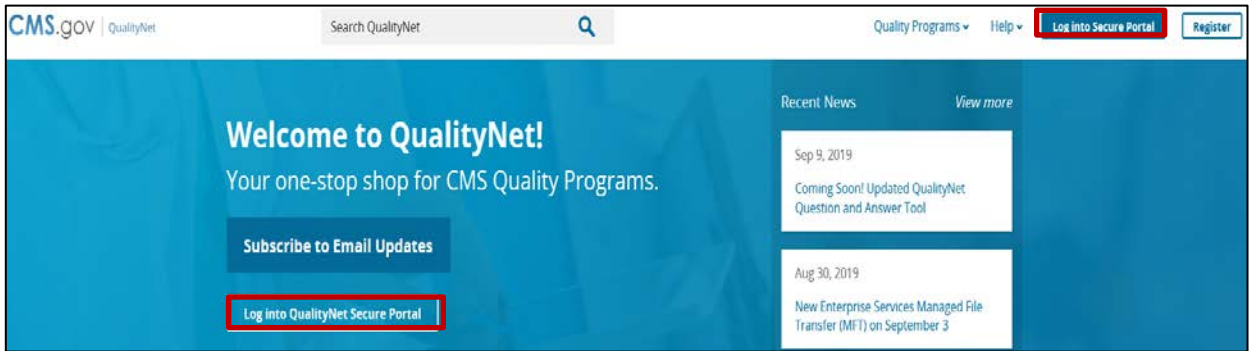 CMS.gov | QualityNet
Search QualityNet
Quality Programs
Help
Log into Secure Portal
Register
Welcome to QualityNet!
Your one-stop shop for CMS Quality Programs.
Subscribe to Email Updates
Log into QualityNet Secure Portal
Recent News
View more
Sep 9, 2019
Coming Soon! Updated QualityNet
Question and Answer Tool
Aug 30, 2019
New Enterprise Services Managed File
Transfer (MFT) on September 3